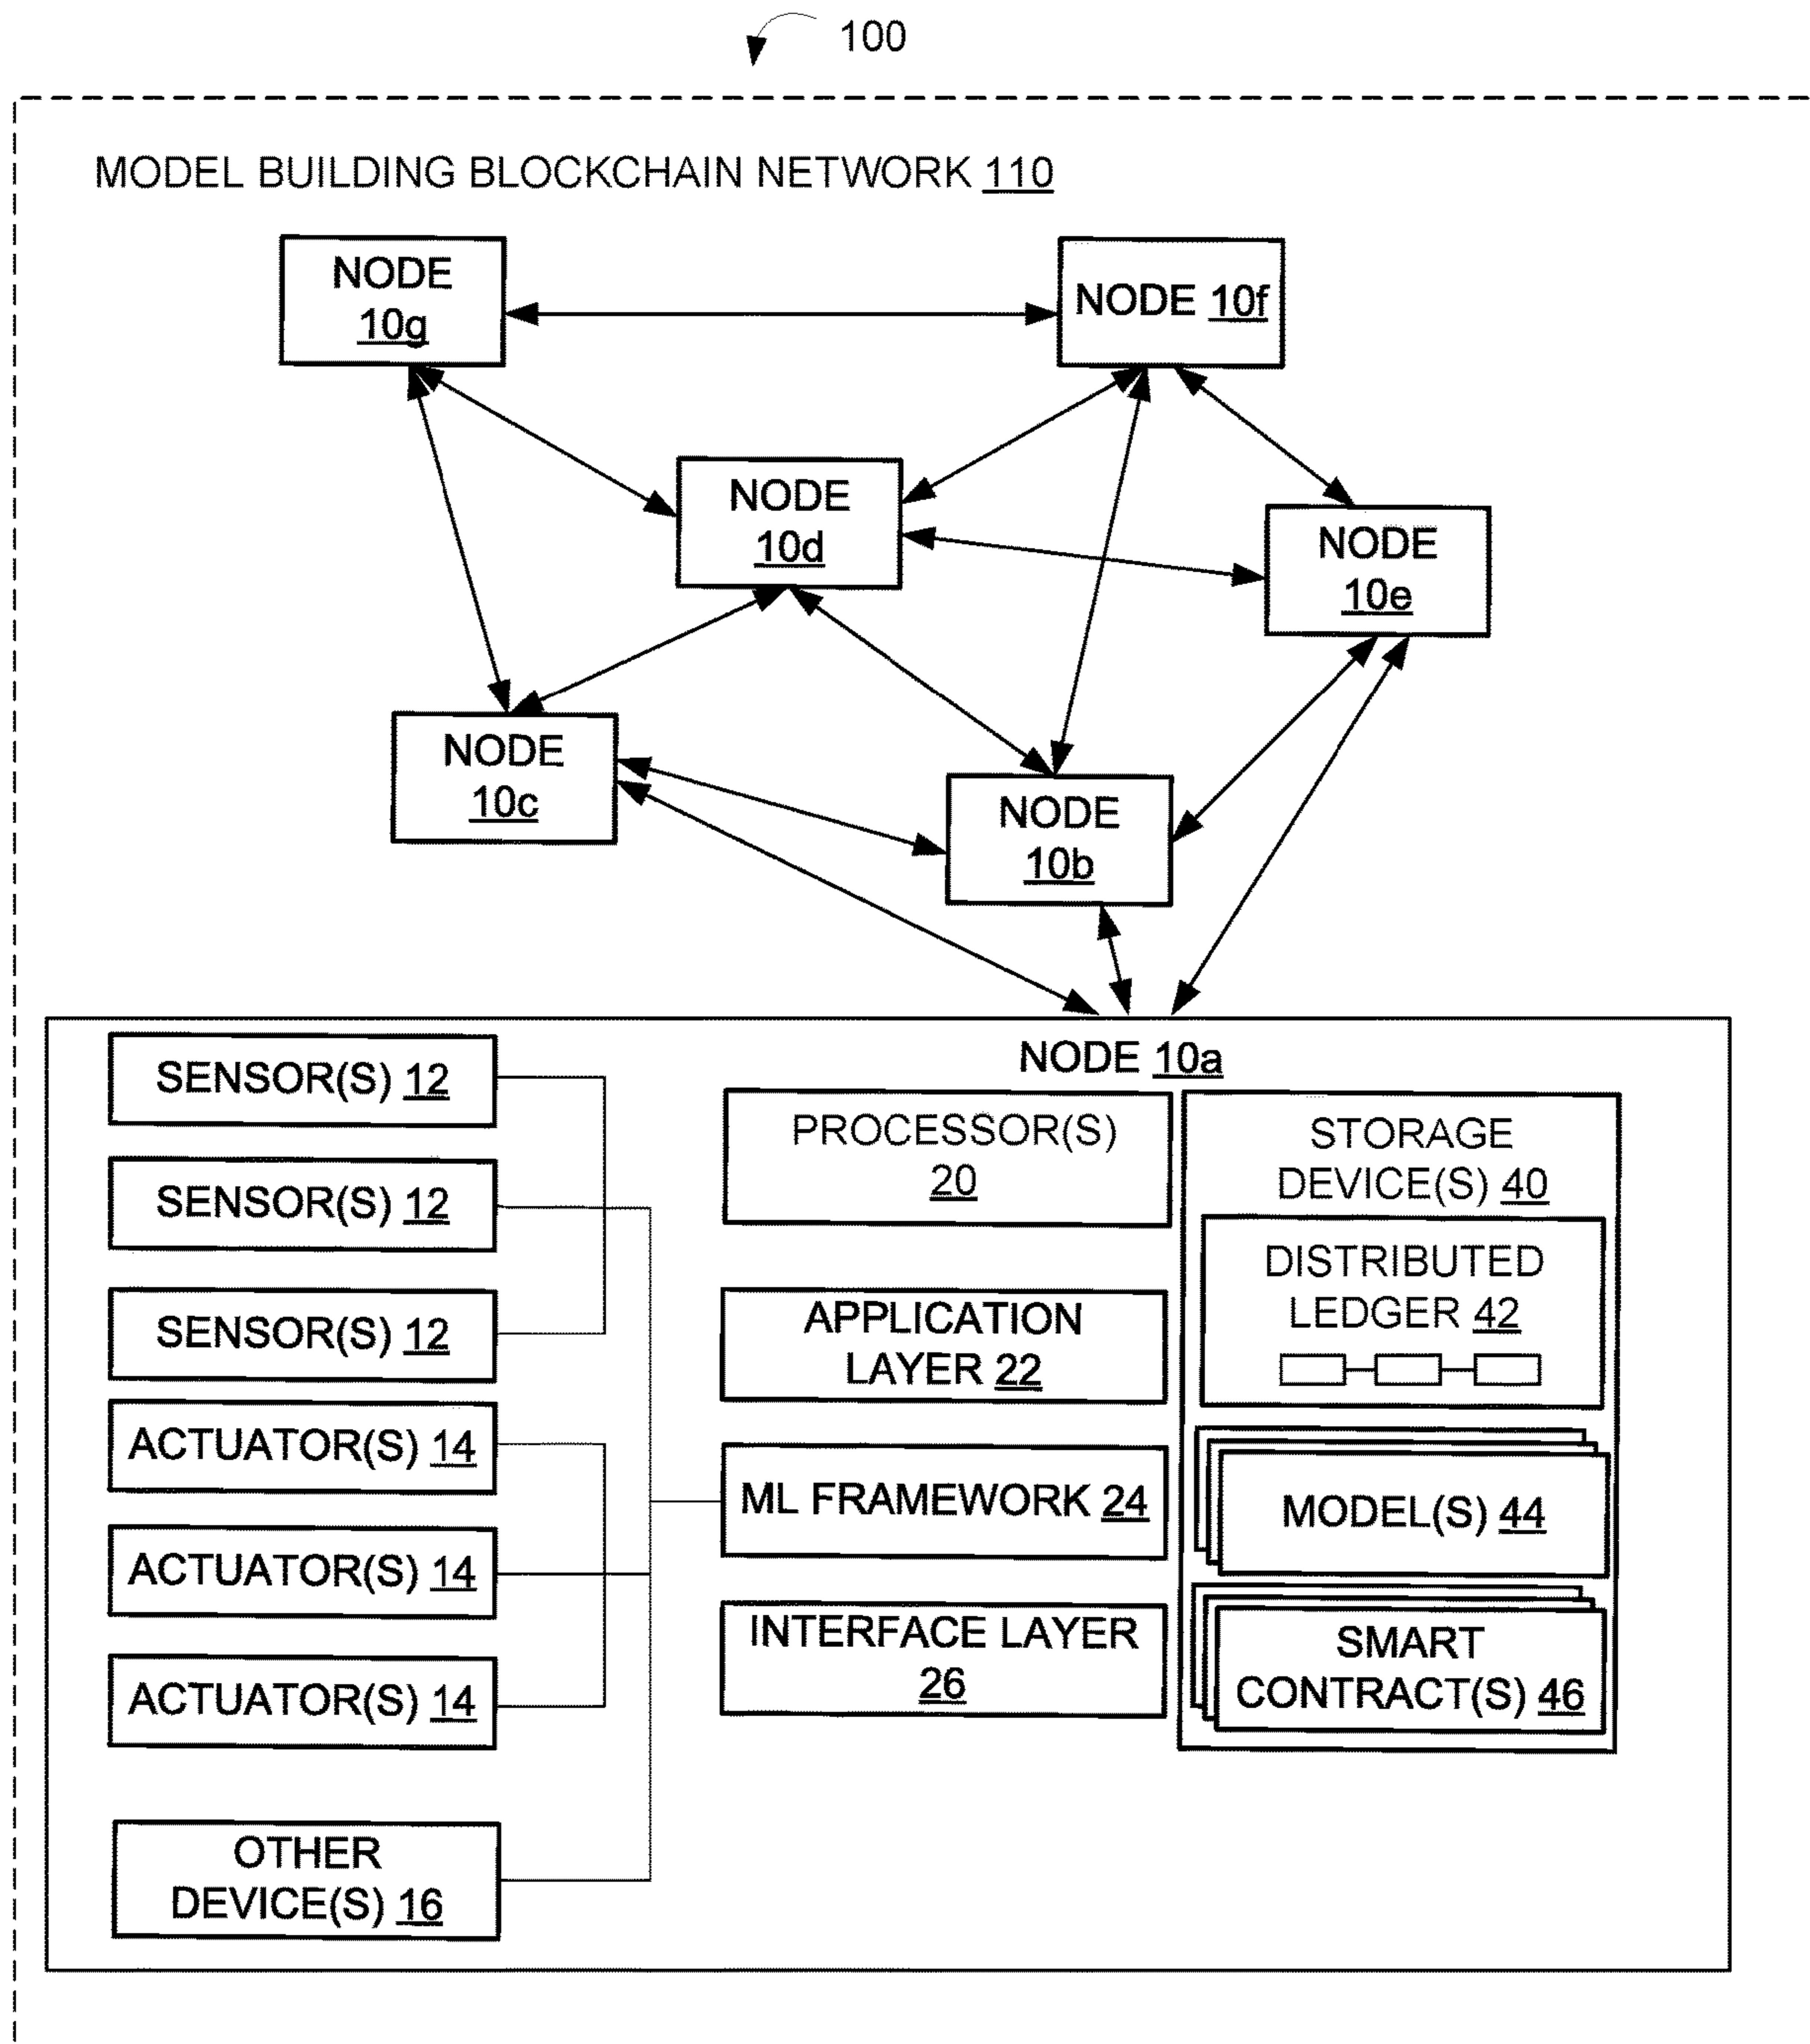 100
MODEL BUILDING BLOCKCHAIN NETWORK 110
NODE
10g
NODE 10f
NODE
10d
NODE
10e
NODE
10c
NODE
10b
NODE 10a
SENSOR(S) 12
SENSOR(S) 12
SENSOR(S) 12
ACTUATOR(S) 14
ACTUATOR(S) 14
ACTUATOR(S) 14
OTHER
DEVICE(S) 16
PROCESSOR(S)
20
APPLICATION
LAYER 22
ML FRAMEWORK 24
INTERFACE LAYER
26
STORAGE
DEVICE(S) 40
DISTRIBUTED
LEDGER 42
MODEL(S) 44
SMART
CONTRACT(S) 46